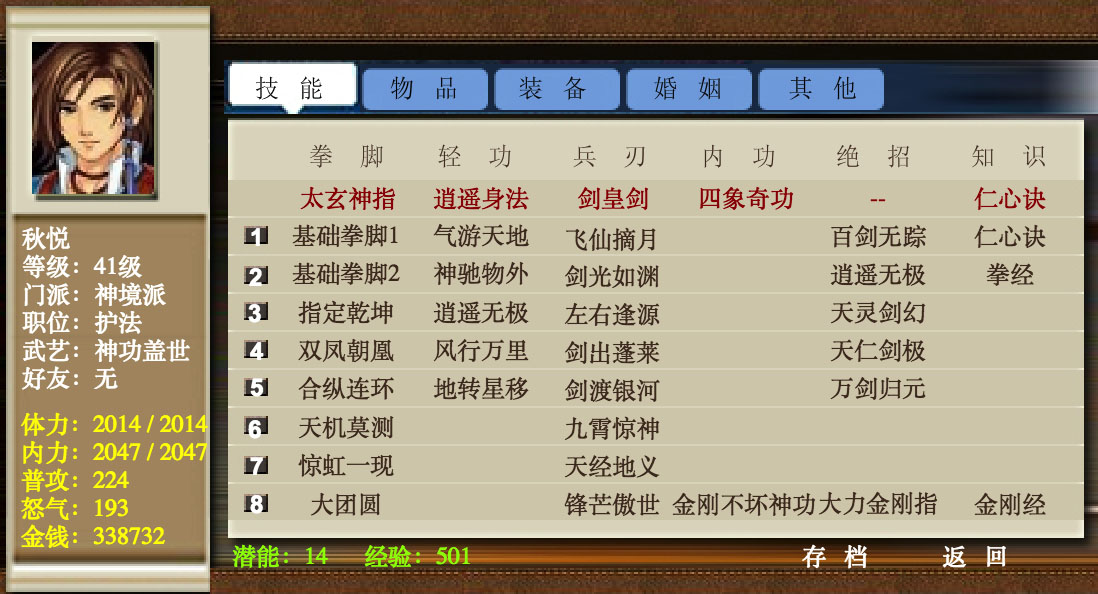 技 能 物 品 装 备 婚 姻 其 他
拳 脚 轻 功 兵 刃 内 功 绝 招 知 识
太玄神指 逍遥身法 剑皇剑 四象奇功 -- 仁心诀
1 基础拳脚1 气游天地 飞仙摘月 百剑无踪 仁心诀
2 基础拳脚2 神驰物外 剑光如渊 逍遥无极 拳经
3 指定乾坤 逍遥无极 左右逢源 天灵剑幻
4 双凤朝凰 风行万里 剑出蓬莱 天仁剑极
5 合纵连环 地转星移 剑渡银河 万剑归元
6 天机莫测 九霄惊神
7 惊虹一现 天经地义
8 大团圆 锋芒傲世 金刚不坏神功 大力金刚指 金刚经
秋悦
等级：41级
门派：神境派
职位：护法
武艺：神功盖世
好友：无
体力：2014 / 2014
内力：2047 / 2047
普攻：224
怒气：193
金钱：338732
潜能：14 经验：501 存 档 返 回